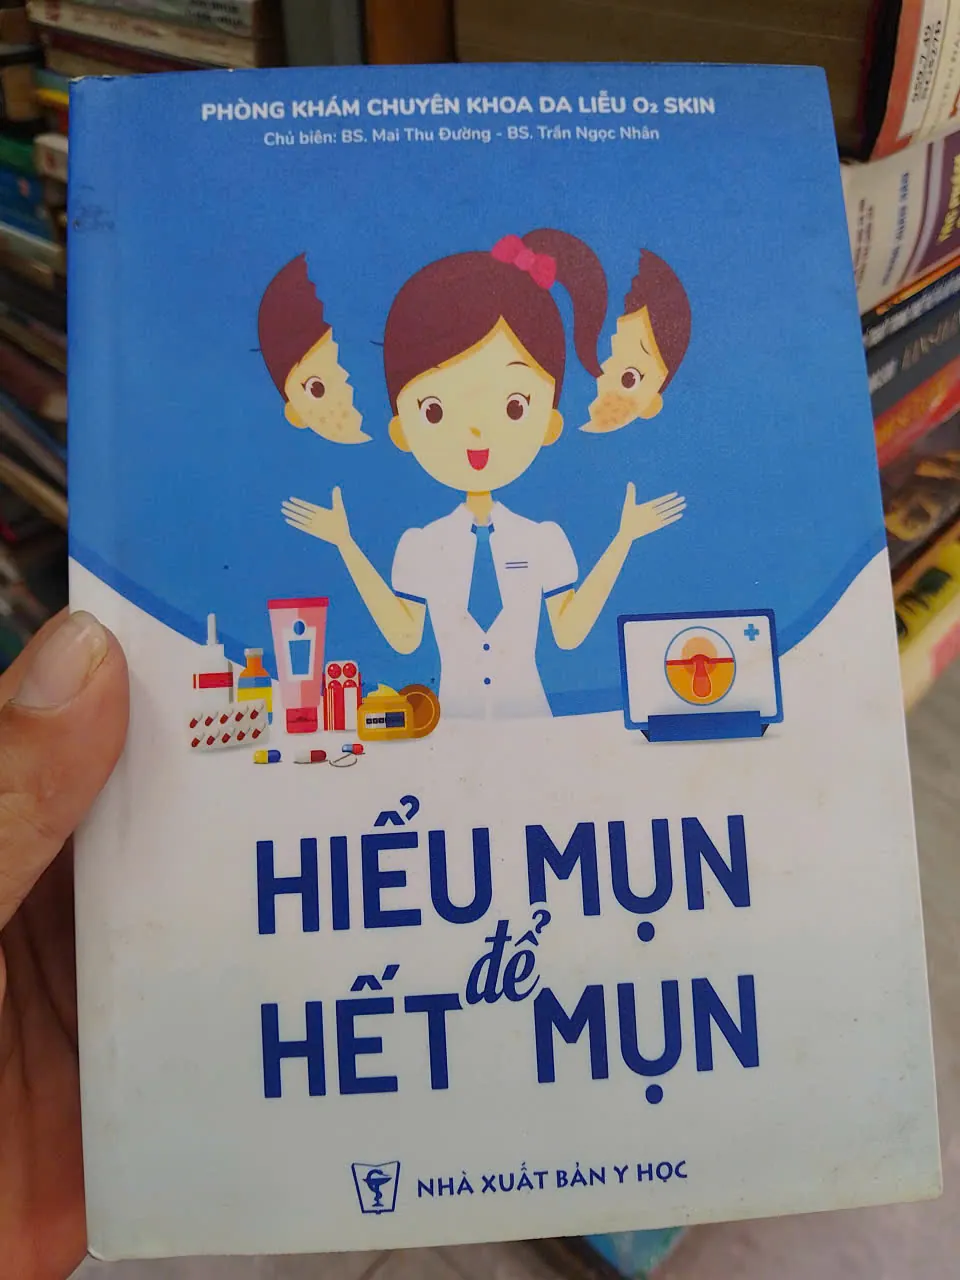 PHÒNG KHÁM CHUYÊN KHOA DA LIỄU O₂ SKIN
Chủ biên: BS. Mai Thu Đường - BS. Trần Ngọc Nhân
HIỂU MỤN
để
HẾT MỤN
NHÀ XUẤT BẢN Y HỌC